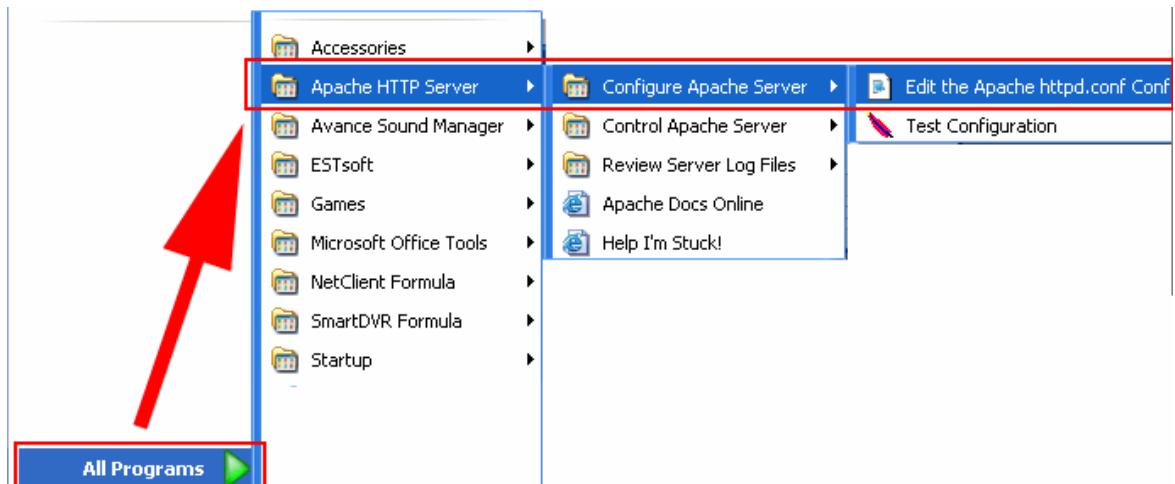 Accessories
Apache HTTP Server
Avance Sound Manager
ESTsoft
Games
Microsoft Office Tools
NetClient Formula
SmartDVR Formula
Startup
Configure Apache Server
Control Apache Server
Review Server Log Files
Apache Docs Online
Help I'm Stuck!
Edit the Apache httpd.conf Conf
Test Configuration
All Programs